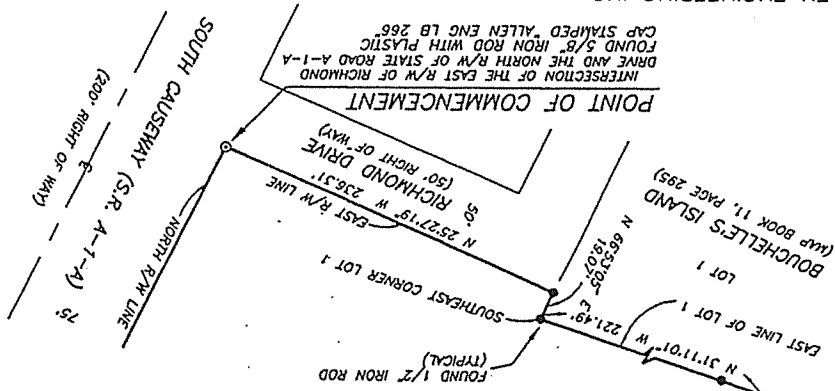 FOUND 1/2" IRON ROD
(TYPICAL)
N 31°11'01" W
221.49'
EAST LINE OF LOT 1
LOT 1
SOUTHEAST CORNER LOT 1
N 66°53'05" E
19.07'
BOUCHELLE'S ISLAND
(MAP BOOK 11, PAGE 295)
N 25°27'19" W 236.31'
EAST R/W LINE
50'
RICHMOND DRIVE
(50' RIGHT OF WAY)
NORTH R/W LINE
75'
SOUTH CAUSEWAY (S.R. A-1-A)
(200' RIGHT OF WAY)
POINT OF COMMENCEMENT
INTERSECTION OF THE EAST R/W OF RICHMOND
DRIVE AND THE NORTH R/W OF STATE ROAD A-1-A
FOUND 5/8" IRON ROD WITH PLASTIC
CAP STAMPED "ALLEN ENG LB 266"
ENGINEERING INC